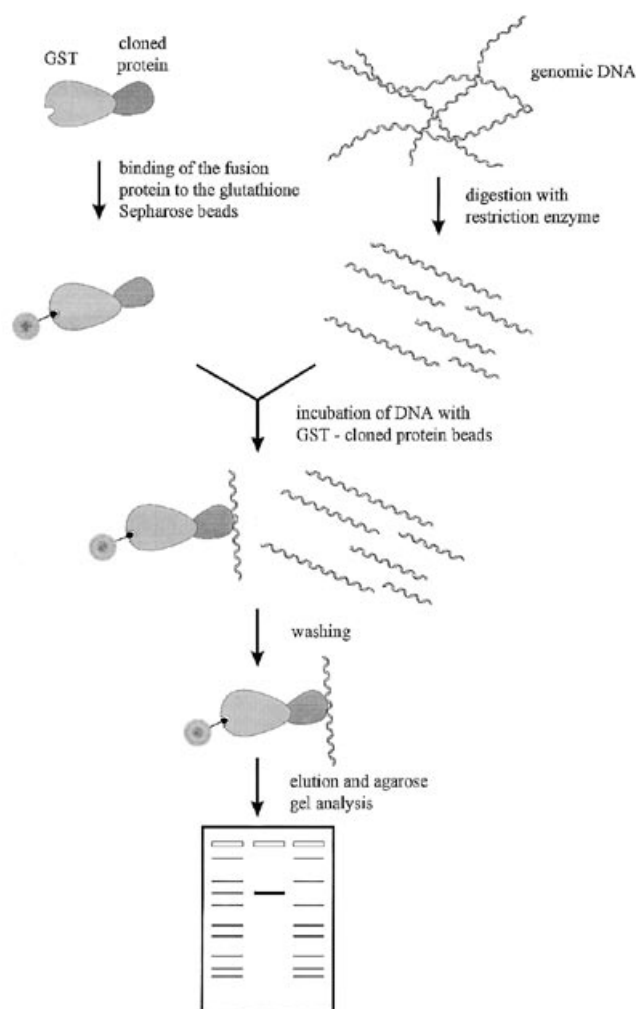 GST
cloned
protein
genomic DNA
binding of the fusion
protein to the glutathione
Sepharose beads
digestion with
restriction enzyme
incubation of DNA with
GST - cloned protein beads
washing
elution and agarose
gel analysis